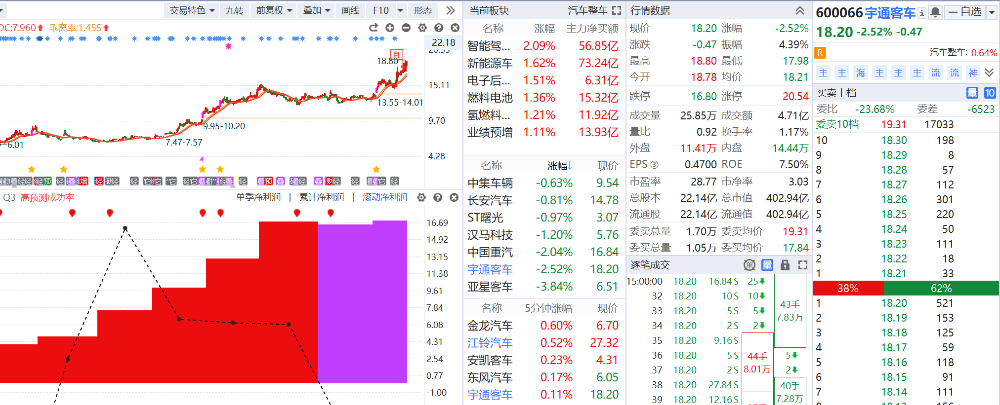 交易特色 九转 前复权 叠加 画线 F10 形态
DC:7.960 乖离率:1.455
22.18
20.53
自
18.80
15.11
13.55-14.01
9.70
9.95-10.20
7.47-7.57
6.01
4.28
-Q3 高预测成功率 单季净利润 累计净利润 滚动净利润
16.69
14.92
13.15
11.38
9.61
7.84
6.08
4.31
2.54
0.77
-1.00
当前板块 汽车整车
名称 涨幅 主力净买额
智能驾... 2.09% 56.85亿
新能源车 1.62% 73.24亿
电子后... 1.51% 6.31亿
燃料电池 1.36% 15.32亿
氢燃料... 1.21% 11.92亿
业绩预增 1.11% 13.93亿
名称 涨幅↓ 现价
中集车辆 -0.63% 9.54
长安汽车 -0.81% 14.78
ST曙光 -0.97% 3.07
汉马科技 -1.20% 5.76
中国重汽 -2.04% 16.84
宇通客车 -2.52% 18.20
亚星客车 -3.84% 6.51
名称 5分钟涨幅 现价
金龙汽车 0.60% 6.70
江铃汽车 0.52% 27.32
安凯客车 0.23% 4.31
东风汽车 0.17% 6.05
宇通客车 0.11% 18.20
行情数据
现价 18.20 涨幅 -2.52%
涨跌 -0.47 振幅 4.39%
最高 18.80 最低 17.98
今开 18.78 均价 18.21
跌停 16.80 涨停 20.54
成交量 25.85万 成交额 4.71亿
量比 0.92 换手率 1.17%
外盘 11.41万 内盘 14.44万
EPS③ 0.4700 ROE 7.50%
市盈率 28.77 市净率 3.03
总股本 22.14亿 总市值 402.94亿
流通股 22.14亿 流通值 402.94亿
委卖总量 1.70万 委卖均价 19.31
委买总量 1.05万 委买均价 17.84
逐笔成交 单 量
15:00:00 18.20 16.84 S 25
32 18.20 10 S 10
33 18.20 5 S 5
34 18.20 2 S 2
35 18.20 9.16 S
36 18.20 5 S 5
37 18.20 2 S 2
38 18.20 27.84 S
39 18.20 12.16 S
43手
7.83万
44手
8.01万
40手
7.28万
600066 宇通客车 自选
18.20 -2.52% -0.47
R 汽车整车: 0.64%
主 主 海 主 主 主 流 流 神
买卖十档 量 10
委比 -23.68% 委差 -6523
委卖10档 19.31 17033
10 18.30 198
9 18.29 8
8 18.28 57
7 18.27 112
6 18.26 301
5 18.25 220
4 18.24 50
3 18.23 111
2 18.22 18
1 18.21 33
38% 62%
1 18.20 521
2 18.19 153
3 18.18 125
4 18.17 59
5 18.16 118
6 18.15 91
7 18.14 111
8 18.13 156